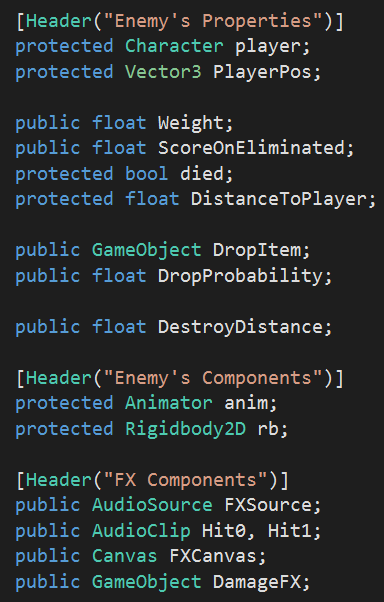 [Header("Enemy's Properties")]
protected Character player;
protected Vector3 PlayerPos;
public float Weight;
public float ScoreOnEliminated;
protected bool died;
protected float DistanceToPlayer;
public GameObject DropItem;
public float DropProbability;
public float DestroyDistance;
[Header("Enemy's Components")]
protected Animator anim;
protected Rigidbody2D rb;
[Header("FX Components")]
public AudioSource FXSource;
public AudioClip Hit0, Hit1;
public Canvas FXCanvas;
public GameObject DamageFX;